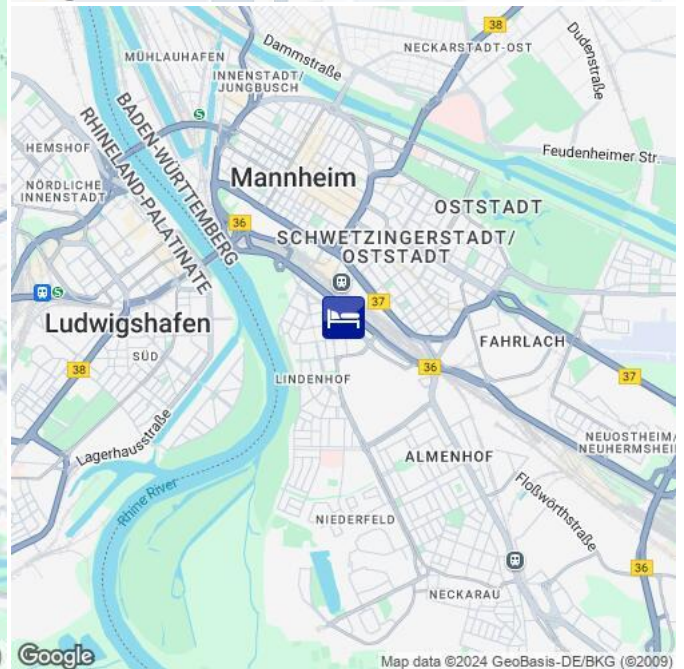 38
Dammstraße
NECKARSTADT-OST
Dudenstraße
MÜHLAUHAFEN
INNENSTADT/
JUNGBUSCH
S
HEMSHOF
BADEN-WÜRTTEMBERG
RHINELAND-PALATINATE
Feudenheimer Str.
NÖRDLICHE
INNENSTADT
Mannheim
OSTSTADT
36
SCHWETZINGERSTADT/
OSTSTADT
S
37
Ludwigshafen
FAHRLACH
SÜD
38
36
37
LINDENHOF
Lagerhausstraße
NEUOSTHEIM/
NEUHERMSHEIM
ALMENHOF
Rhine River
Floßwörthstraße
NIEDERFELD
36
NECKARAU
Google
Map data ©2024 GeoBasis-DE/BKG (©2009)